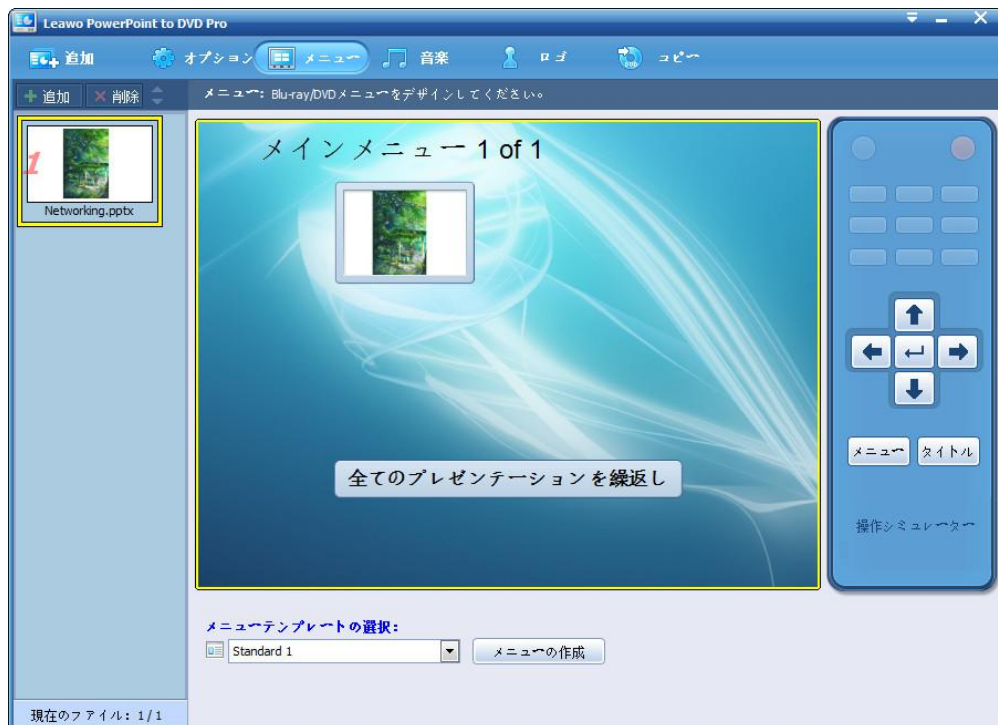 Leawo PowerPoint to DVD Pro
追加 オプション メニュー 音楽 ロゴ コピー
追加 削除 メニュー: Blu-ray/DVDメニューをデザインしてください。
メインメニュー 1 of 1
1
Networking.pptx
全てのプレゼンテーションを繰返し
メニュー タイトル
操作シミュレーター
メニューテンプレートの選択:
Standard 1 メニューの作成
現在のファイル: 1/1